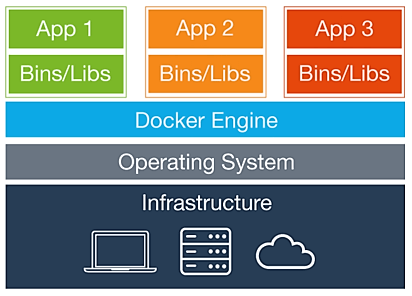 App 1
App 2
App 3
Bins/Libs
Bins/Libs
Bins/Libs
Docker Engine
Operating System
Infrastructure